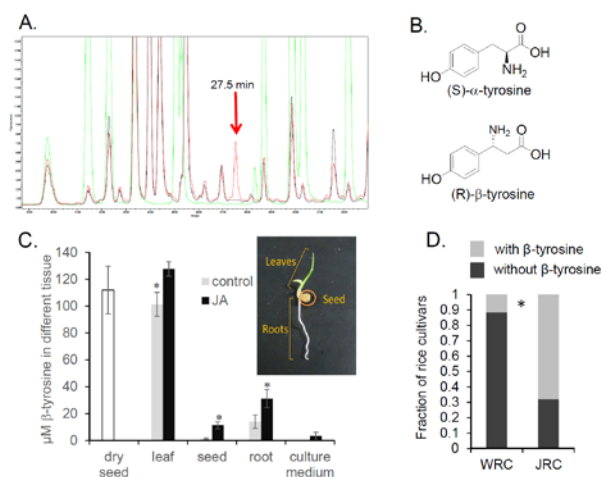 A.
27.5 min
B.
O
OH
NH₂
HO
(S)-α-tyrosine
NH₂
O
OH
HO
(R)-β-tyrosine
C.
μM β-tyrosine in different tissue
140
120
100
80
60
40
20
0
control
JA
*
*
*
Leaves
Seed
Roots
dry seed
leaf
seed
root
culture medium
D.
with β-tyrosine
without β-tyrosine
Fraction of rice cultivars
1
0.9
0.8
0.7
0.6
0.5
0.4
0.3
0.2
0.1
0
*
WRC
JRC